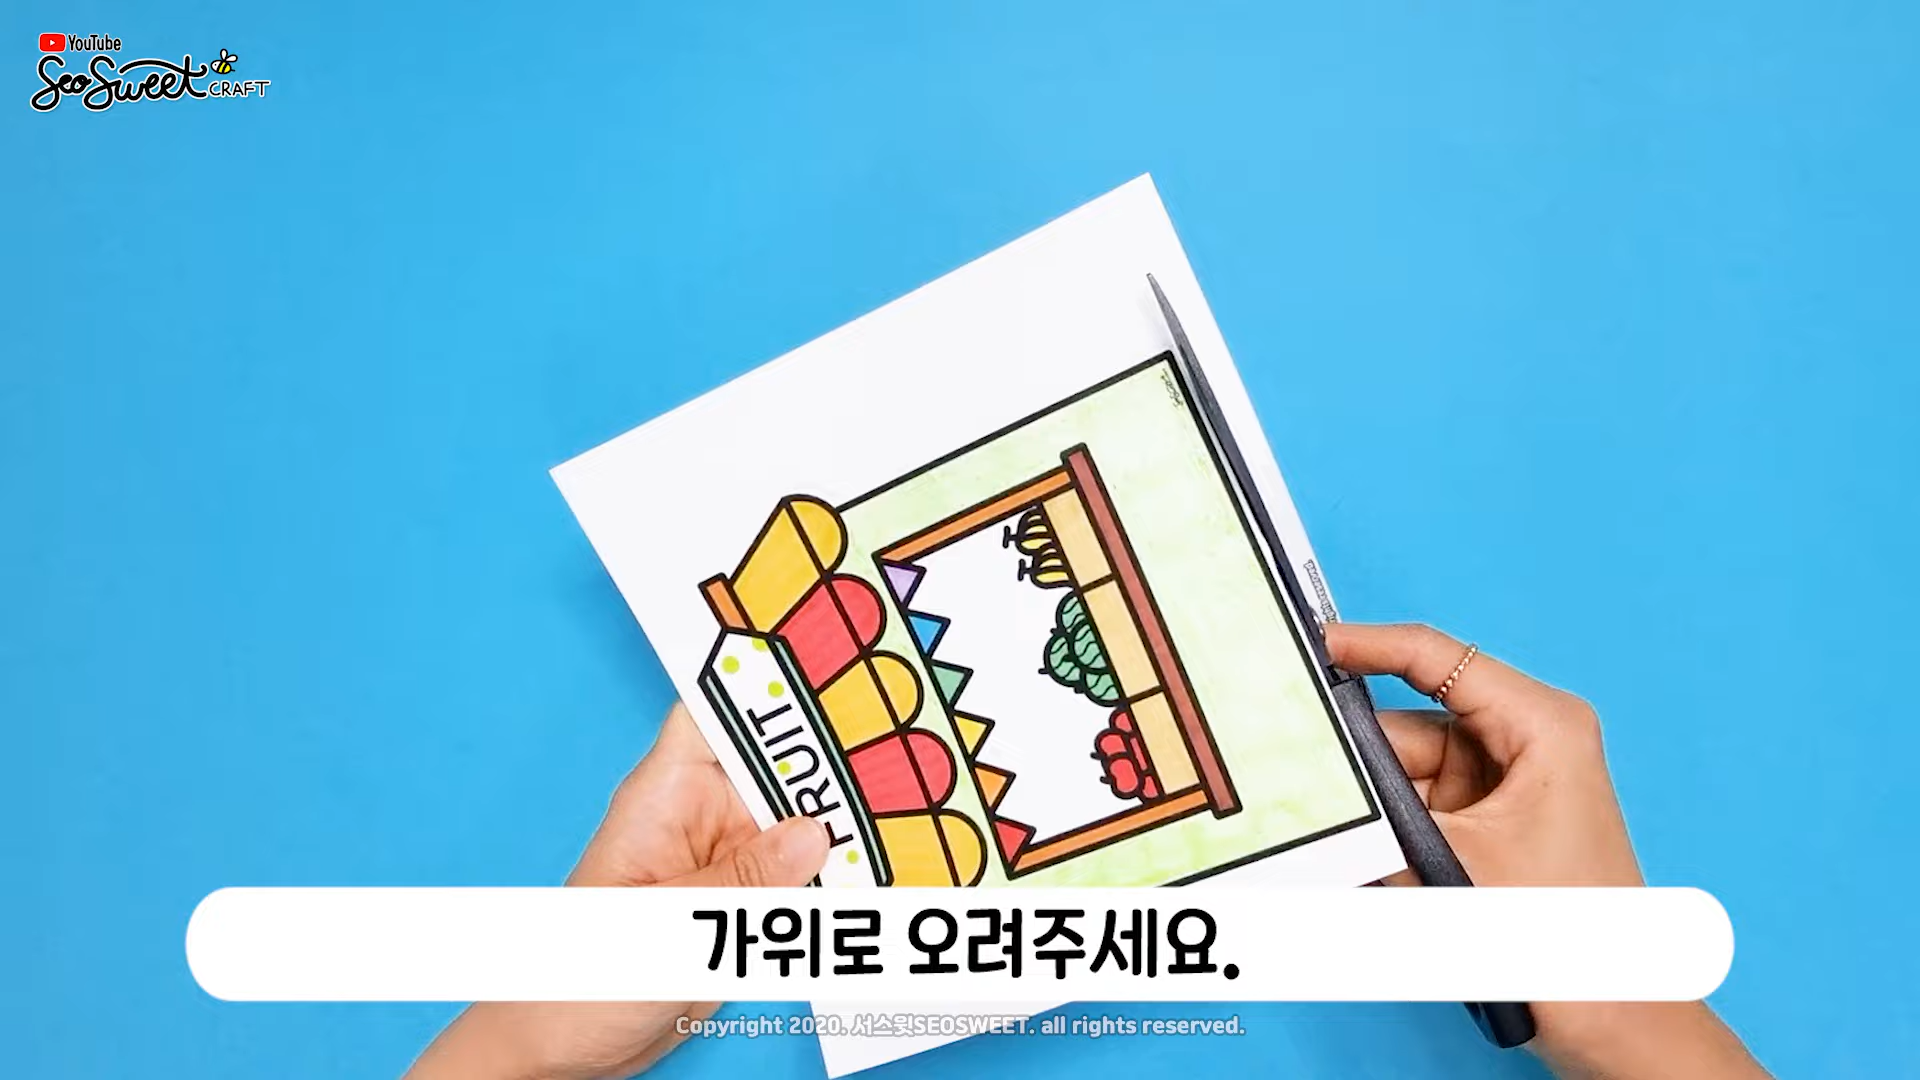 YouTube
SeoSweet CRAFT
FRUIT
가위로 오려주세요.
Copyright 2020. 서스윗SEOSWEET. all rights reserved.